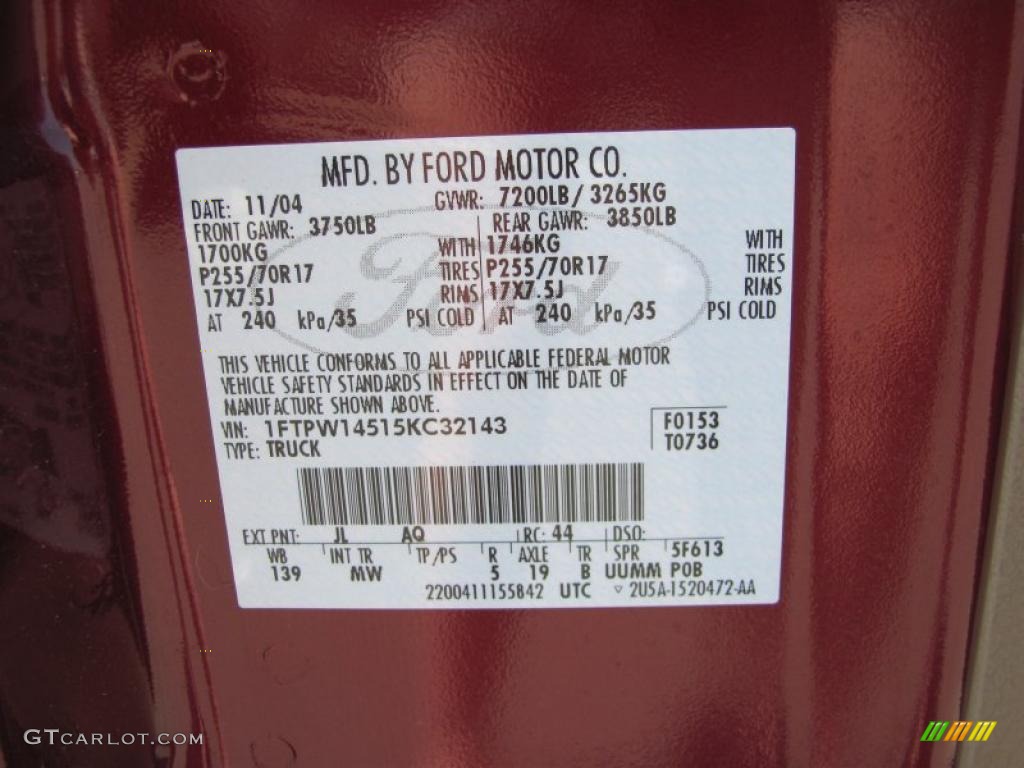 MFD. BY FORD MOTOR CO.
DATE: 11/04 GVWR: 7200LB/ 3265KG
FRONT GAWR: 3750LB REAR GAWR: 3850LB
1700KG WITH 1746KG WITH
P255/70R17 TIRES P255/70R17 TIRES
17X7.5J RIMS 17X7.5J RIMS
AT 240 kPa/35 PSI COLD AT 240 kPa/35 PSI COLD
Ford
THIS VEHICLE CONFORMS TO ALL APPLICABLE FEDERAL MOTOR
VEHICLE SAFETY STANDARDS IN EFFECT ON THE DATE OF
MANUFACTURE SHOWN ABOVE.
VIN: 1FTPW14515KC32143 F0153
TYPE: TRUCK T0736
EXT PNT: JL AQ RC: 44 DSO:
WB INT TR TP/PS R AXLE TR SPR 5F613
139 MW 5 19 B UUMM POB
2200411155842 UTC ▽ 2U5A-1520472-AA
GTCARLOT.COM